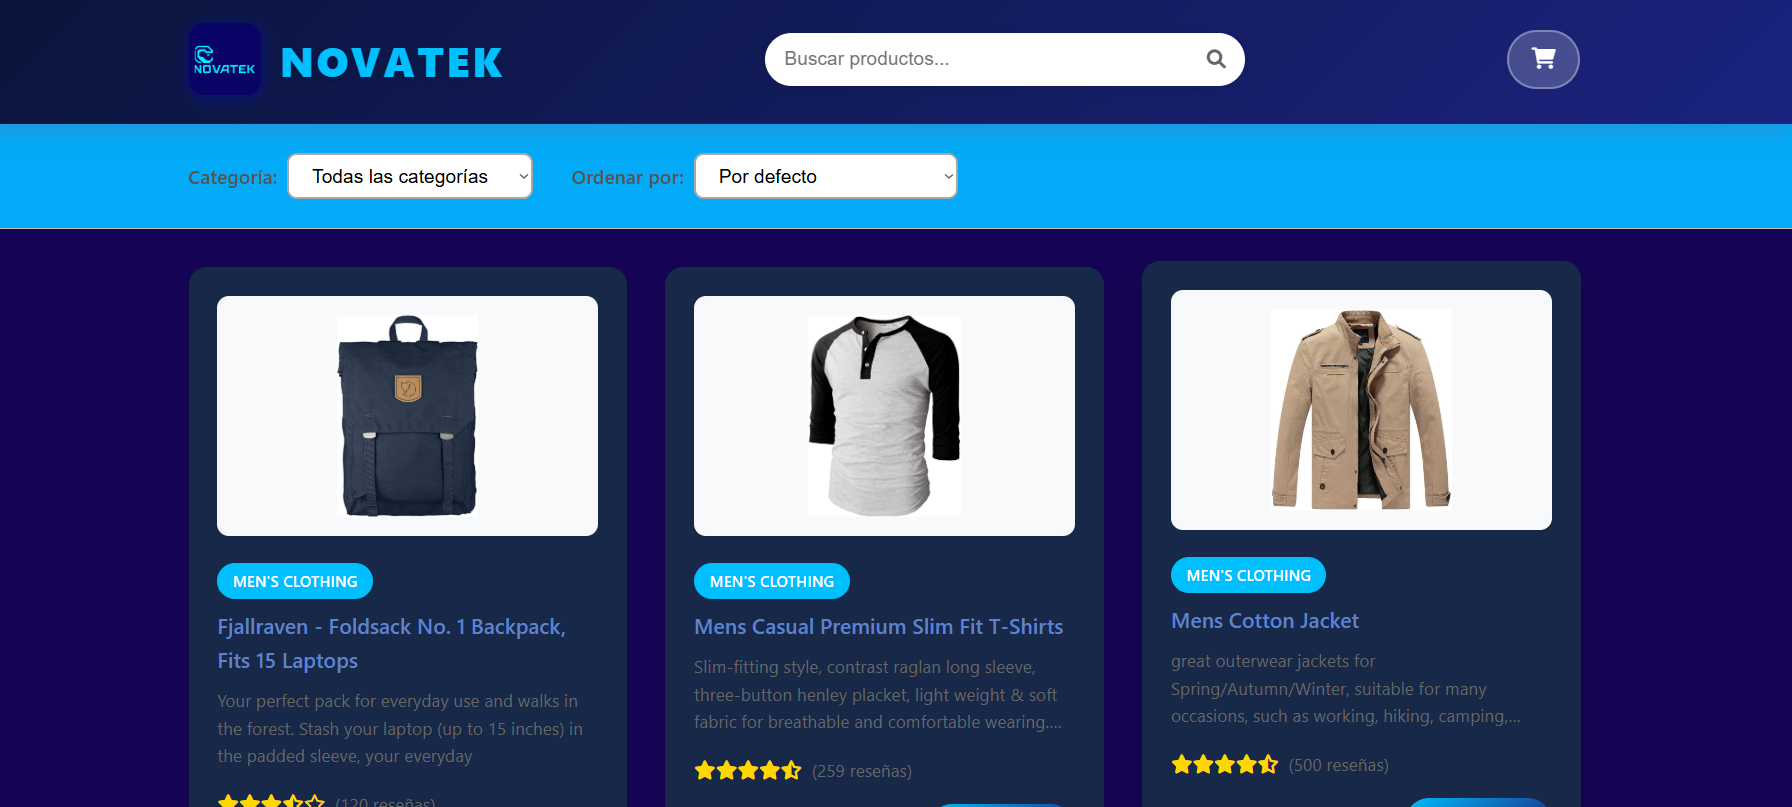 NOVATEK
NOVATEK
Buscar productos...
Categoría:
Todas las categorías
Ordenar por:
Por defecto
MEN'S CLOTHING
Fjallraven - Foldsack No. 1 Backpack,
Fits 15 Laptops
Your perfect pack for everyday use and walks in
the forest. Stash your laptop (up to 15 inches) in
the padded sleeve, your everyday
(120 reseñas)
MEN'S CLOTHING
Mens Casual Premium Slim Fit T-Shirts
Slim-fitting style, contrast raglan long sleeve,
three-button henley placket, light weight & soft
fabric for breathable and comfortable wearing....
(259 reseñas)
MEN'S CLOTHING
Mens Cotton Jacket
great outerwear jackets for
Spring/Autumn/Winter, suitable for many
occasions, such as working, hiking, camping,...
(500 reseñas)